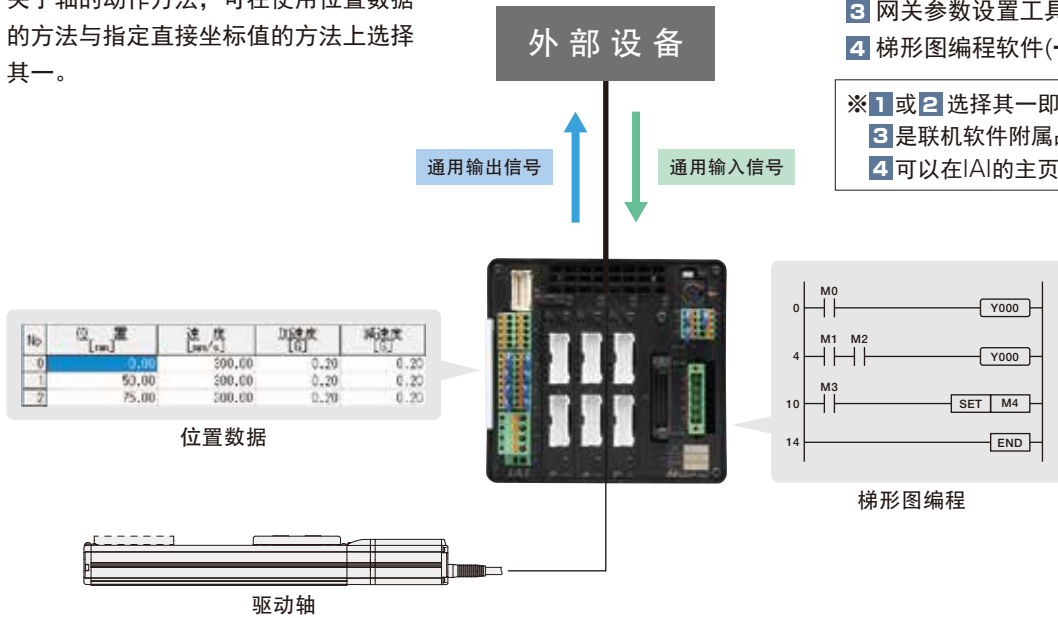 关于轴的动作方法，可在使用位置数据
的方法与指定直接坐标值的方法上选择
其一。
外部设备
3 网关参数设置工具
4 梯形图编程软件(
※1或2选择其一即
3是联机软件附属
4可以在IAI的主页
通用输出信号
通用输入信号
No 位置[mm] 速度[mm/s] 加速度[G] 减速度[G]
0 0.00 300.00 0.20 0.20
1 50.00 300.00 0.20 0.20
2 75.00 300.00 0.20 0.20
位置数据
M0
0 Y000
M1 M2
4 Y000
M3
10 SET M4
14 END
梯形图编程
驱动轴